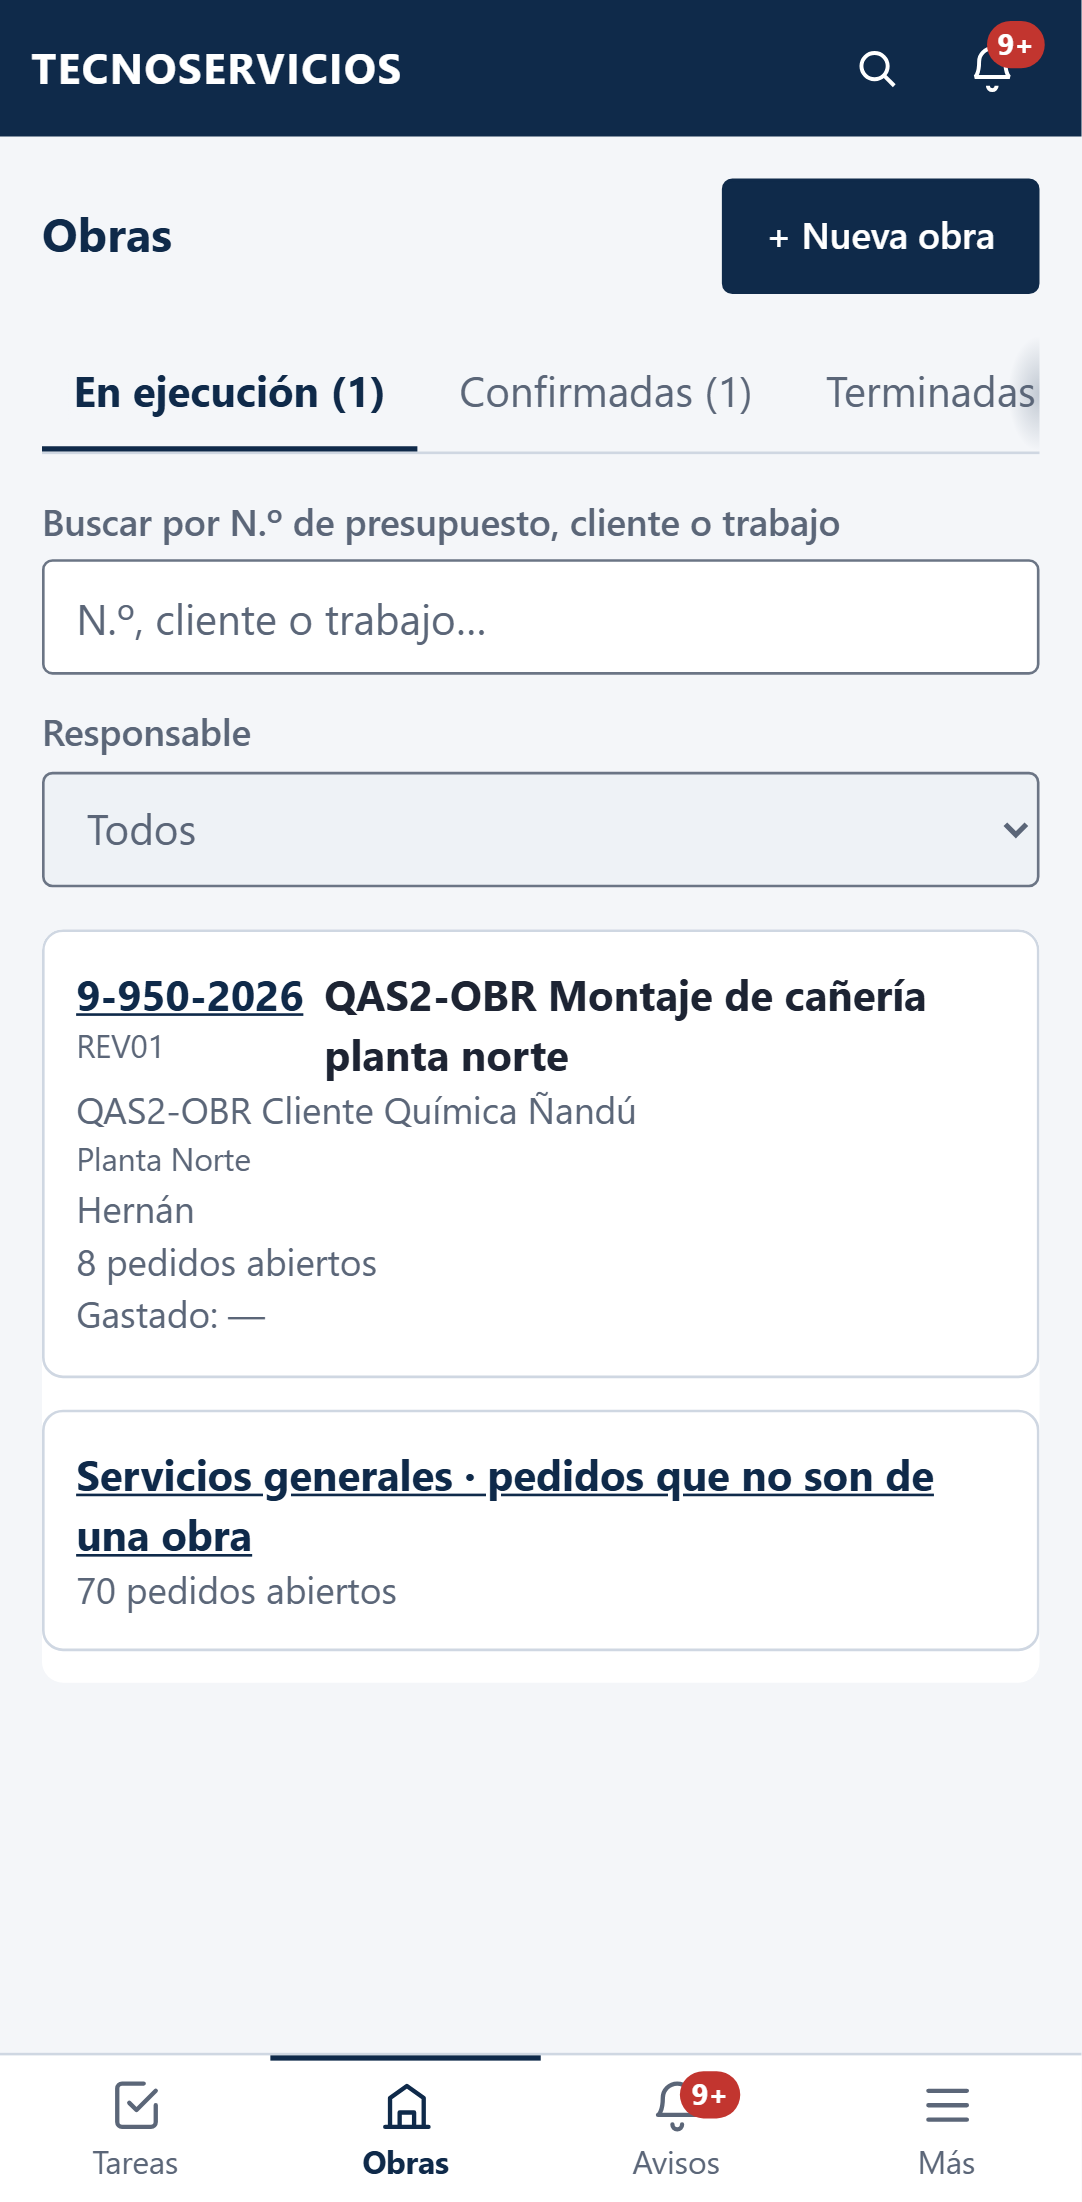 TECNOSERVICIOS
9+
Obras
+ Nueva obra
En ejecución (1) Confirmadas (1) Terminadas
Buscar por N.º de presupuesto, cliente o trabajo
N.º, cliente o trabajo...
Responsable
Todos
9-950-2026 QAS2-OBR Montaje de cañería
REV01 planta norte
QAS2-OBR Cliente Química Ñandú
Planta Norte
Hernán
8 pedidos abiertos
Gastado: —
Servicios generales · pedidos que no son de
una obra
70 pedidos abiertos
9+
Tareas Obras Avisos Más